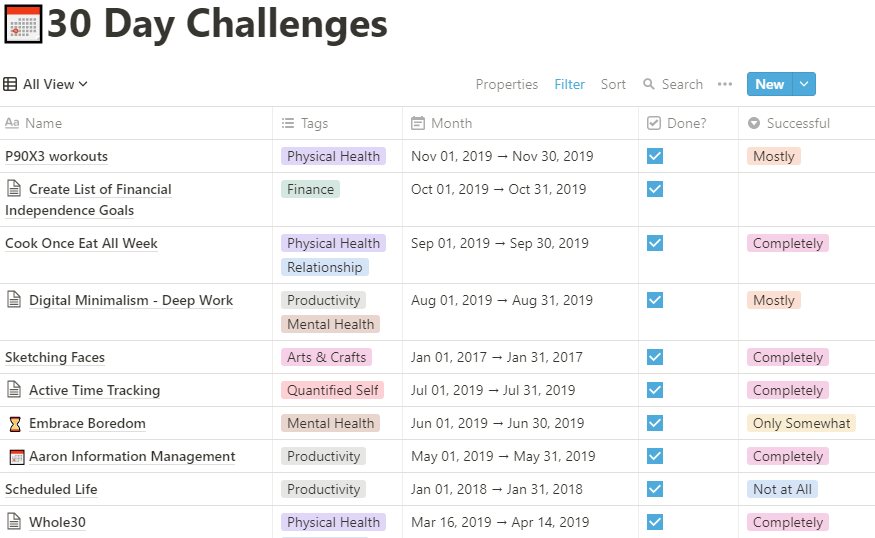 30 Day Challenges
All View Properties Filter Sort Search New
Aa Name Tags Month Done? Successful
P90X3 workouts Physical Health Nov 01, 2019 → Nov 30, 2019 Mostly
Create List of Financial Finance Oct 01, 2019 → Oct 31, 2019
Independence Goals
Cook Once Eat All Week Physical Health Sep 01, 2019 → Sep 30, 2019 Completely
Relationship
Digital Minimalism - Deep Work Productivity Aug 01, 2019 → Aug 31, 2019 Mostly
Mental Health
Sketching Faces Arts & Crafts Jan 01, 2017 → Jan 31, 2017 Completely
Active Time Tracking Quantified Self Jul 01, 2019 → Jul 31, 2019 Completely
Embrace Boredom Mental Health Jun 01, 2019 → Jun 30, 2019 Only Somewhat
Aaron Information Management Productivity May 01, 2019 → May 31, 2019 Completely
Scheduled Life Productivity Jan 01, 2018 → Jan 31, 2018 Not at All
Whole30 Physical Health Mar 16, 2019 → Apr 14, 2019 Completely